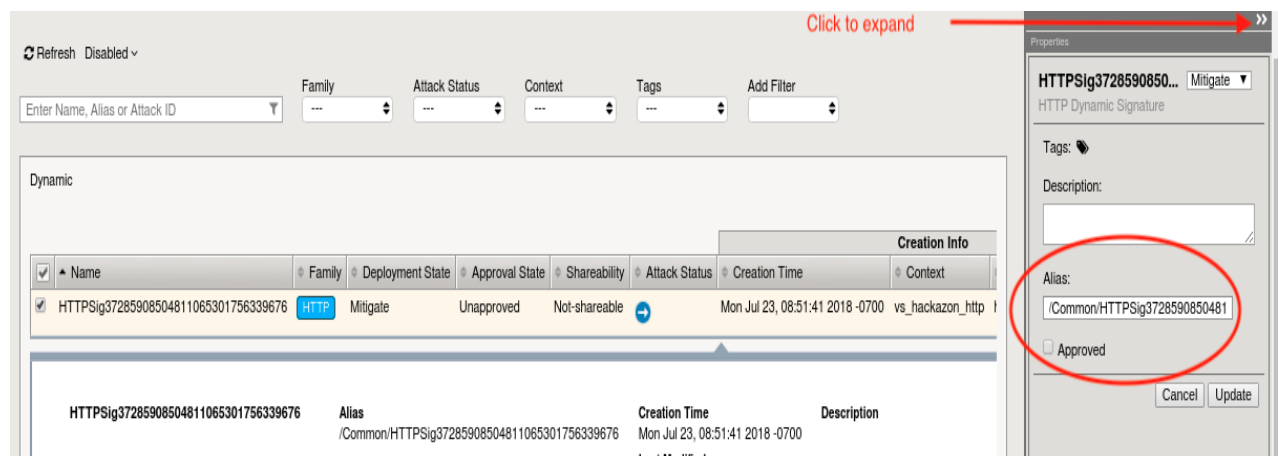 Click to expand
»
Properties
Refresh Disabled
Family Attack Status Context Tags Add Filter
Enter Name, Alias or Attack ID --- --- --- ---
HTTPSig3728590850... Mitigate
HTTP Dynamic Signature
Tags:
Dynamic
Description:
Creation Info
Name Family Deployment State Approval State Shareability Attack Status Creation Time Context
HTTPSig3728590850481106530175633967​6 HTTP Mitigate Unapproved Not-shareable Mon Jul 23, 08:51:41 2018 -0700 vs_hackazon_http
Alias:
/Common/HTTPSig3728590850481
Approved
Cancel Update
HTTPSig37285908504811065301756339676 Alias Creation Time Description
/Common/HTTPSig37285908504811065301756339676 Mon Jul 23, 08:51:41 2018 -0700